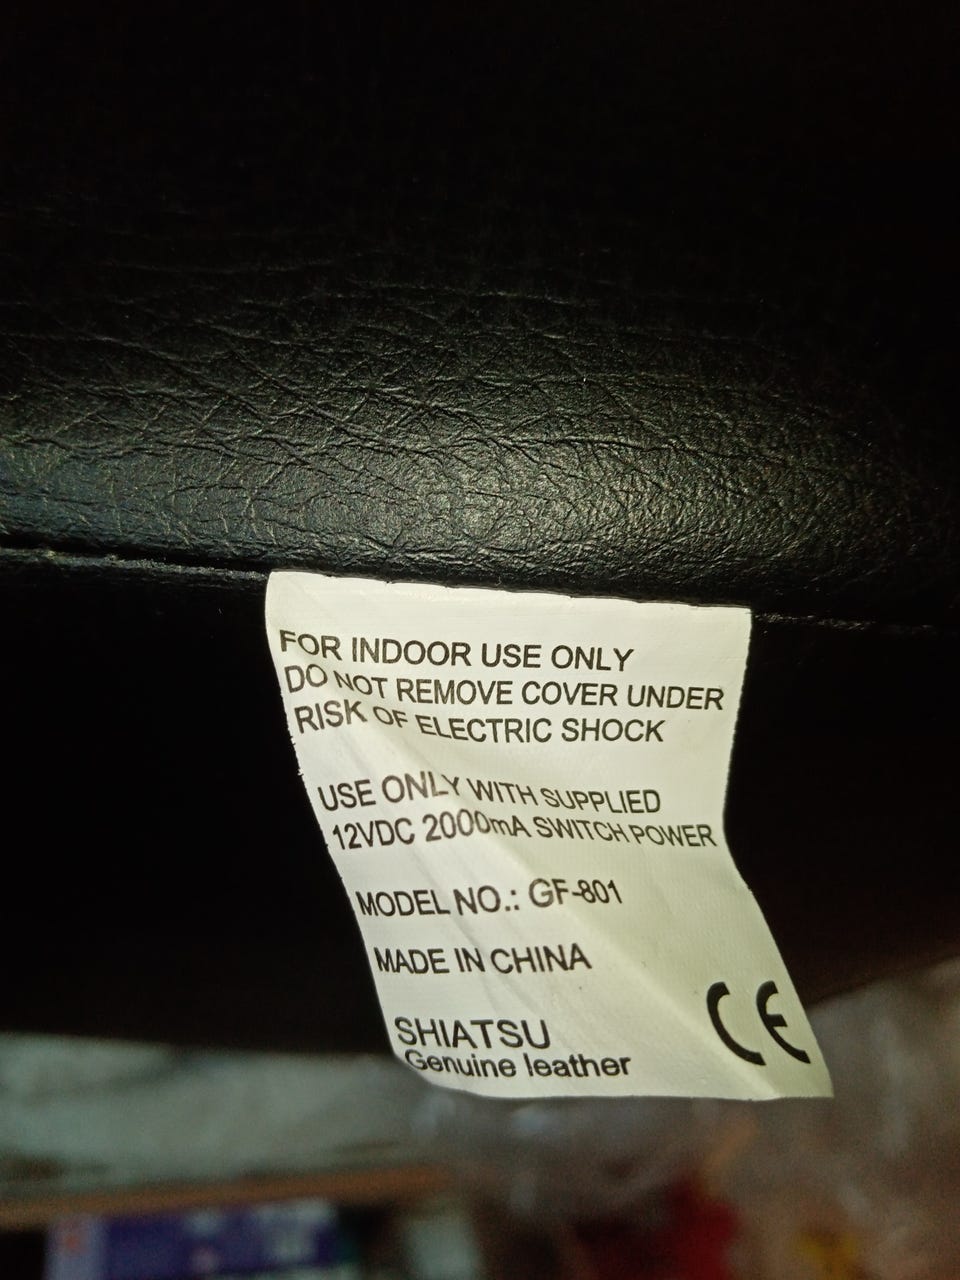 FOR INDOOR USE ONLY
DO NOT REMOVE COVER UNDER
RISK OF ELECTRIC SHOCK
USE ONLY WITH SUPPLIED
12VDC 2000mA SWITCH POWER
MODEL NO.: GF-801
MADE IN CHINA
SHIATSU
Genuine leather
CE